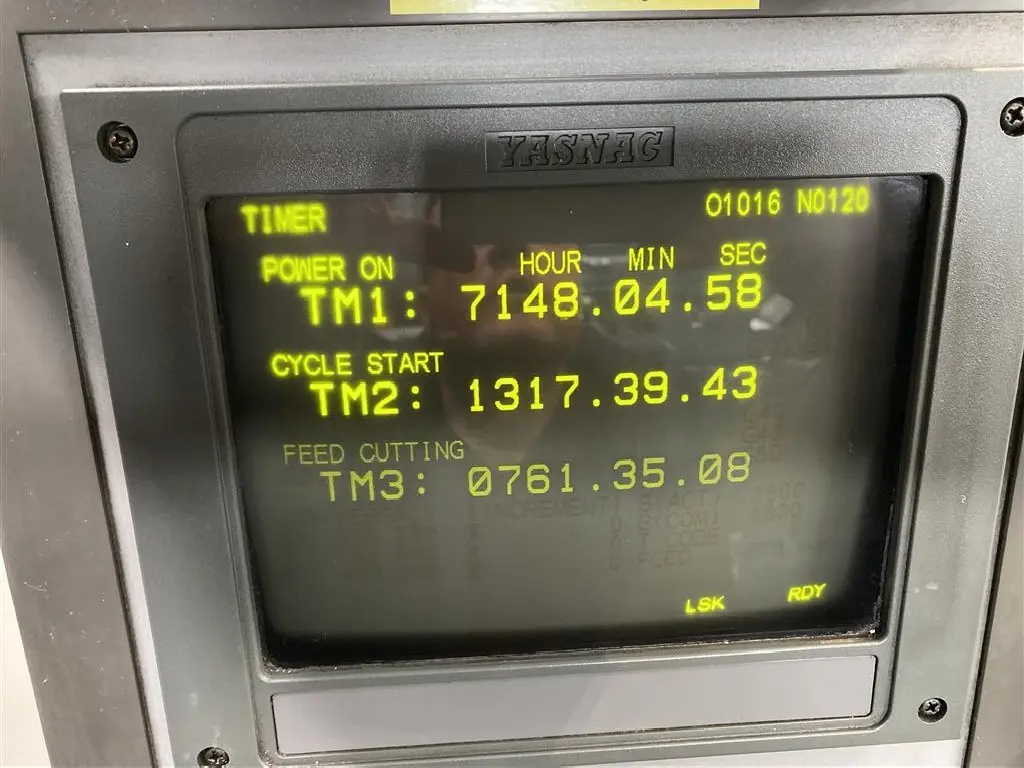 YASNAC
TIMER O1016 N0120
POWER ON HOUR MIN SEC
TM1: 7148.04.58
CYCLE START
TM2: 1317.39.43
FEED CUTTING
TM3: 0761.35.08
INCREMENT
LSK RDY